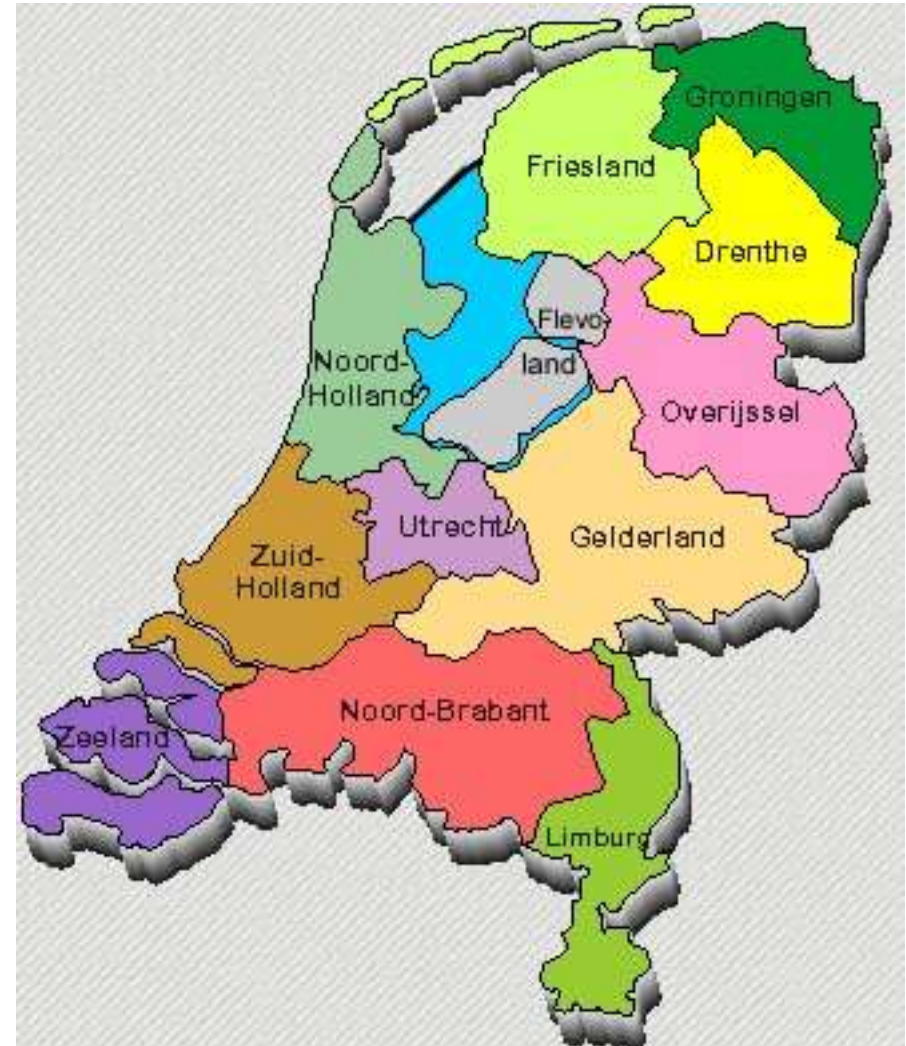 Groningen
Friesland
Drenthe
Flevo-
land
Noord-
Holland
Overijssel
Utrecht
Gelderland
Zuid-
Holland
Noord-Brabant
Zeeland
Limburg